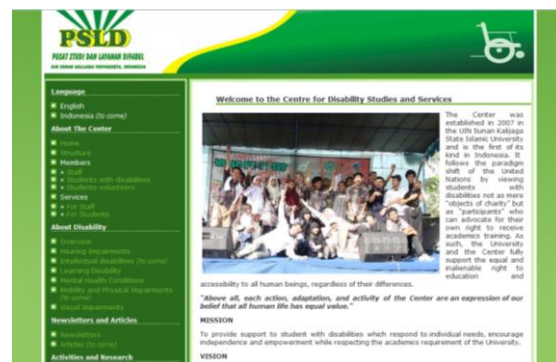 PSLD
PUSAT STUDI DAN LAYANAN DIFABEL
UIN SUNAN KALIJAGA YOGYAKARTA, INDONESIA
Language
English
Indonesia (to come)
About The Center
Home
Structure
Members
Staff
Students with disabilities
Students volunteers
Services
For Staff
For Students
About Disability
Overview
Hearing Impairments
Intellectual disabilities (to come)
Learning Disability
Mental Health Conditions
Mobility and Physical Impairments
(to come)
Visual Impairments
Newsletters and Articles
Newsletters
Articles (to come)
Activities and Research
Welcome to the Centre for Disability Studies and Services
The Center was
established in 2007 in
the UIN Sunan Kalijaga
State Islamic University
and is the first of its
kind in Indonesia. It
follows the paradigm
shift of the United
Nations by viewing
students with
disabilities not as mere
"objects of charity" but
as "participants" who
can advocate for their
own right to receive
academics training. As
such, the University
and the Center fully
support the equal and
inalienable right to
education and
accessibility to all human beings, regardless of their differences.
"Above all, each action, adaptation, and activity of the Center are an expression of our
belief that all human life has equal value."
MISSION
To provide support to student with disabilities which respond to individual needs, encourage
independence and empowerment while respecting the academics requirement of the University.
VISION